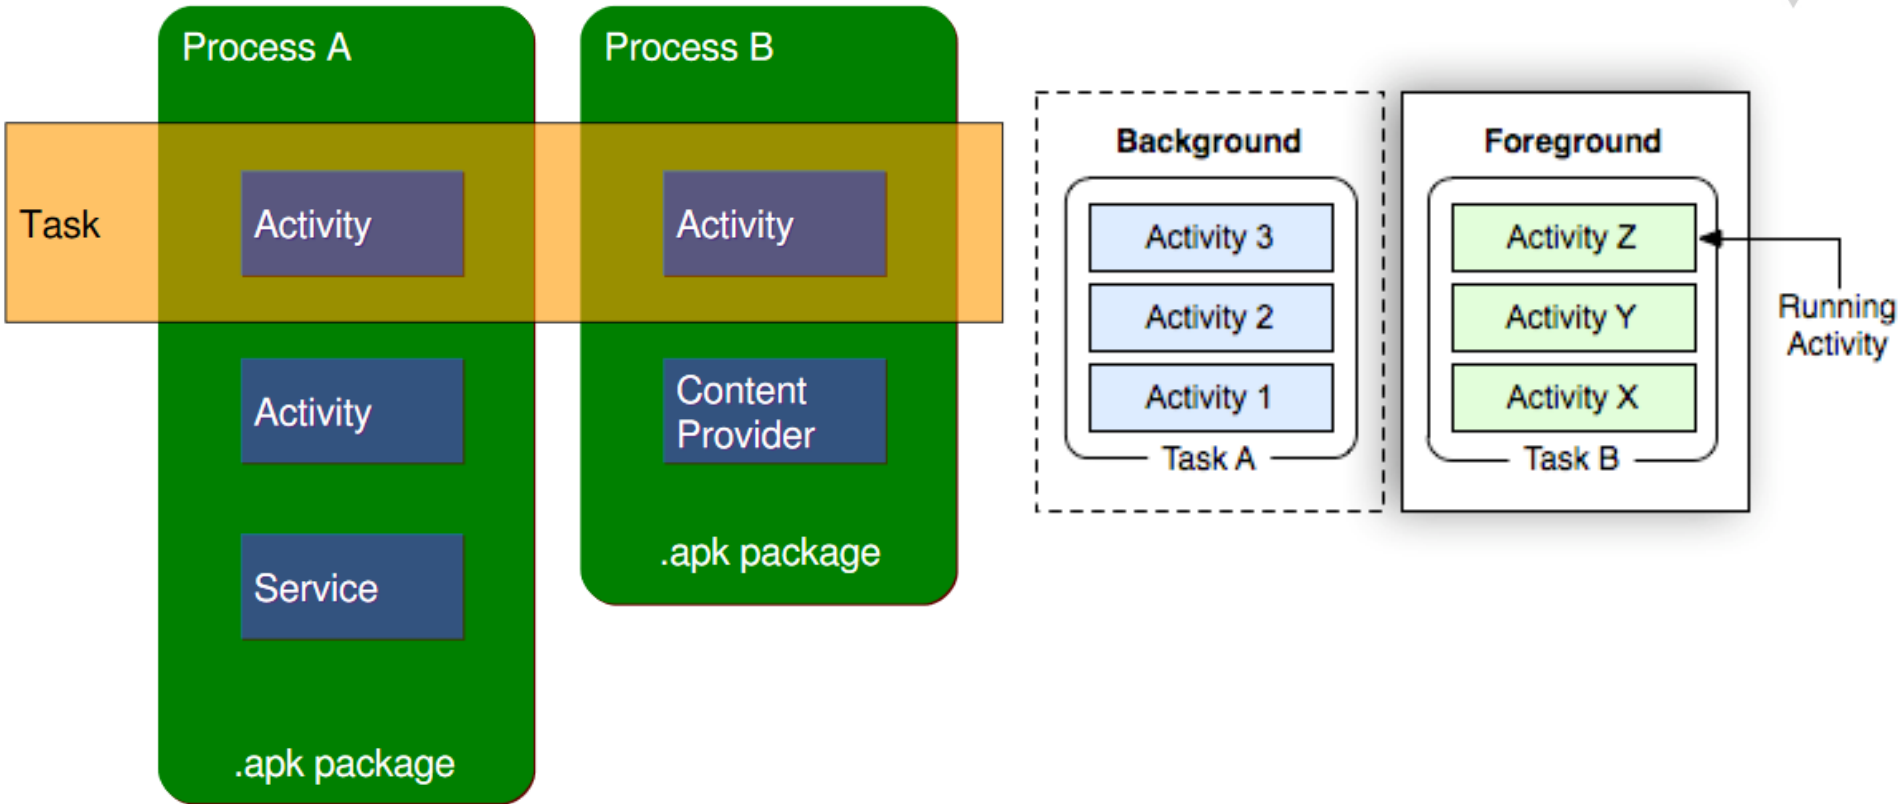 Process A
Task
Activity
Activity
Service
.apk package
Process B
Activity
Content
Provider
.apk package
Background
Activity 3
Activity 2
Activity 1
Task A
Foreground
Activity Z
Activity Y
Activity X
Task B
Running
Activity